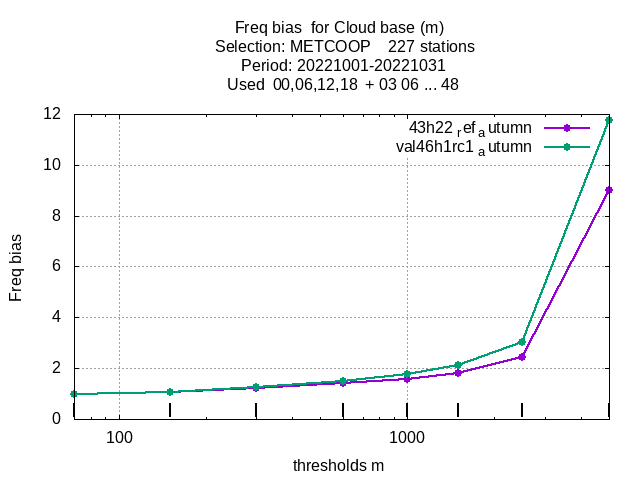 Freq bias  for Cloud base (m)
Selection: METCOOP    227 stations
Period: 20221001-20221031
Used  00,06,12,18  + 03 06 ... 48
43h22 ref autumn
val46h1rc1 autumn
12
10
8
6
4
2
0
Freq bias
100
1000
thresholds m